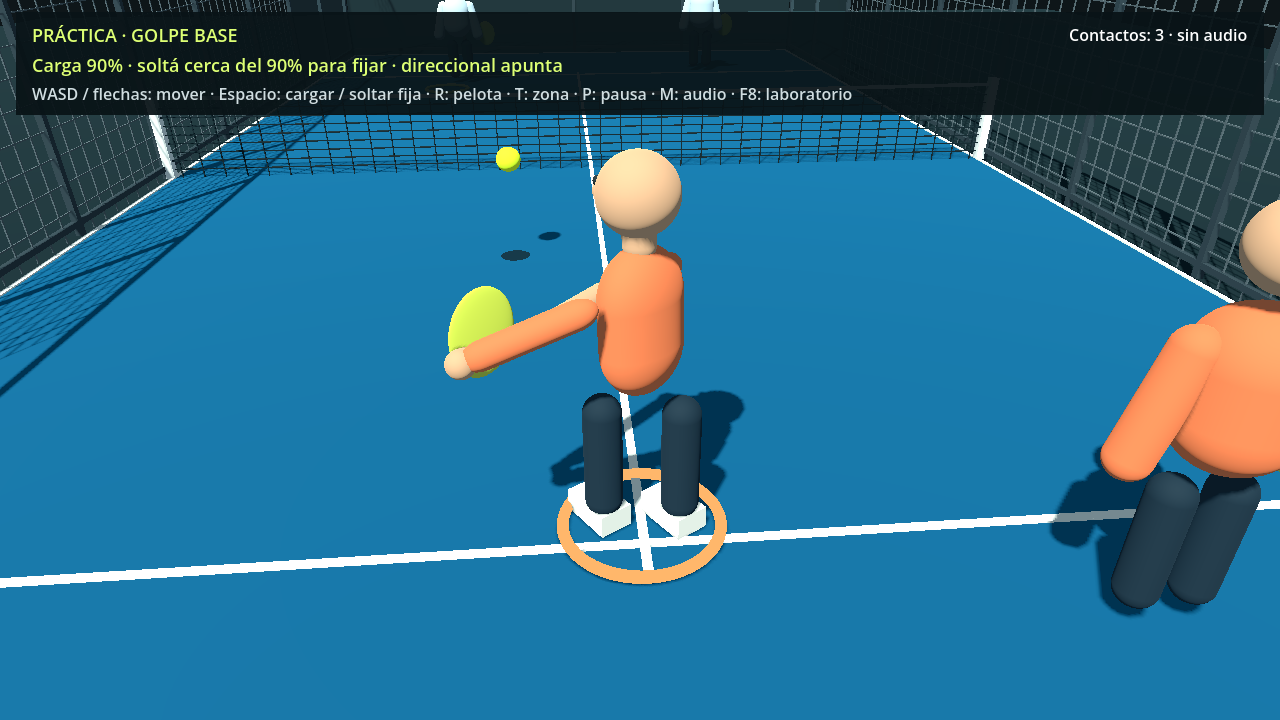 PRÁCTICA · GOLPE BASE
Contactos: 3 · sin audio
Carga 90% · soltá cerca del 90% para fijar · direccional apunta
WASD / flechas: mover · Espacio: cargar / soltar fija · R: pelota · T: zona · P: pausa · M: audio · F8: laboratorio